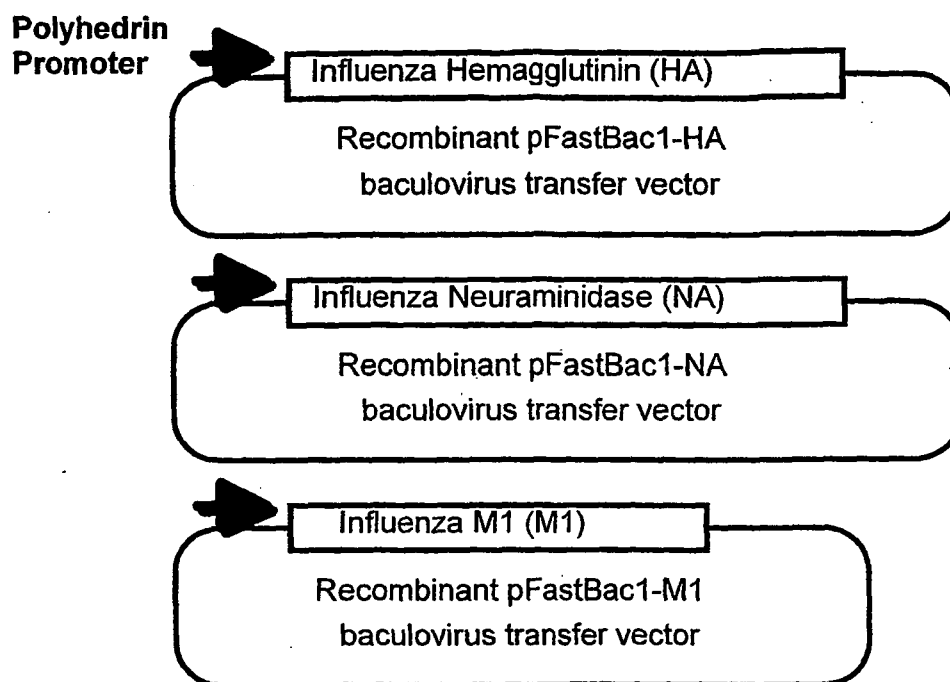 Polyhedrin
Promoter
Influenza Hemagglutinin (HA)
Recombinant pFastBac1-HA
baculovirus transfer vector
Influenza Neuraminidase (NA)
Recombinant pFastBac1-NA
baculovirus transfer vector
Influenza M1 (M1)
Recombinant pFastBac1-M1
baculovirus transfer vector